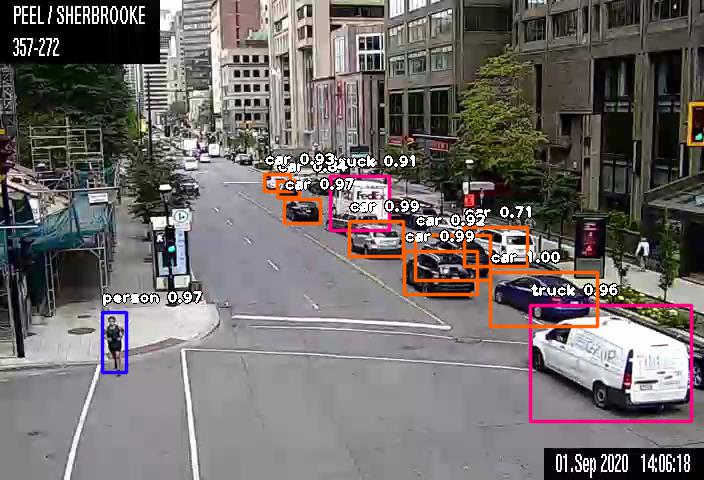 PEEL / SHERBROOKE
357-272
car 0.93
truck 0.91
car 0.97
car 0.99
car 0.92
car 0.71
car 0.99
car 1.00
truck 0.96
person 0.97
01.Sep 2020 14:06:18